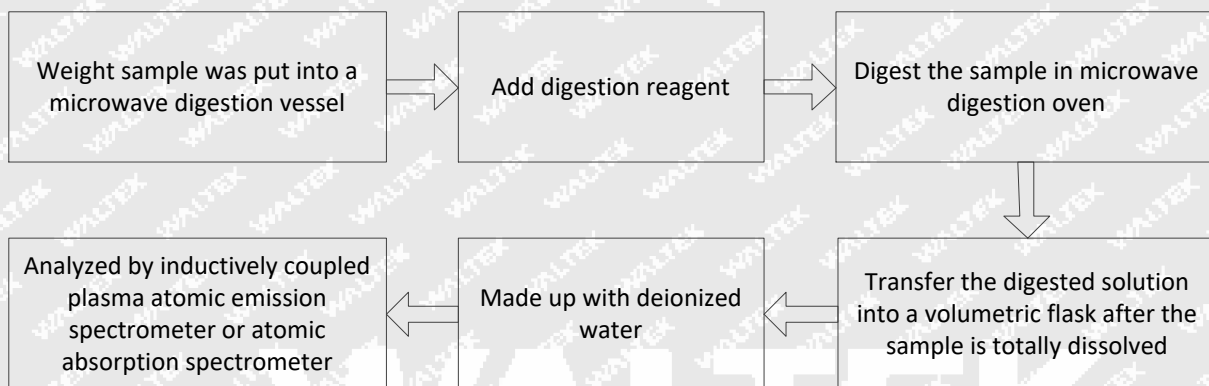 Weight sample was put into a
microwave digestion vessel
Add digestion reagent
Digest the sample in microwave
digestion oven
Transfer the digested solution
into a volumetric flask after the
sample is totally dissolved
Made up with deionized
water
Analyzed by inductively coupled
plasma atomic emission
spectrometer or atomic
absorption spectrometer
WALTEK